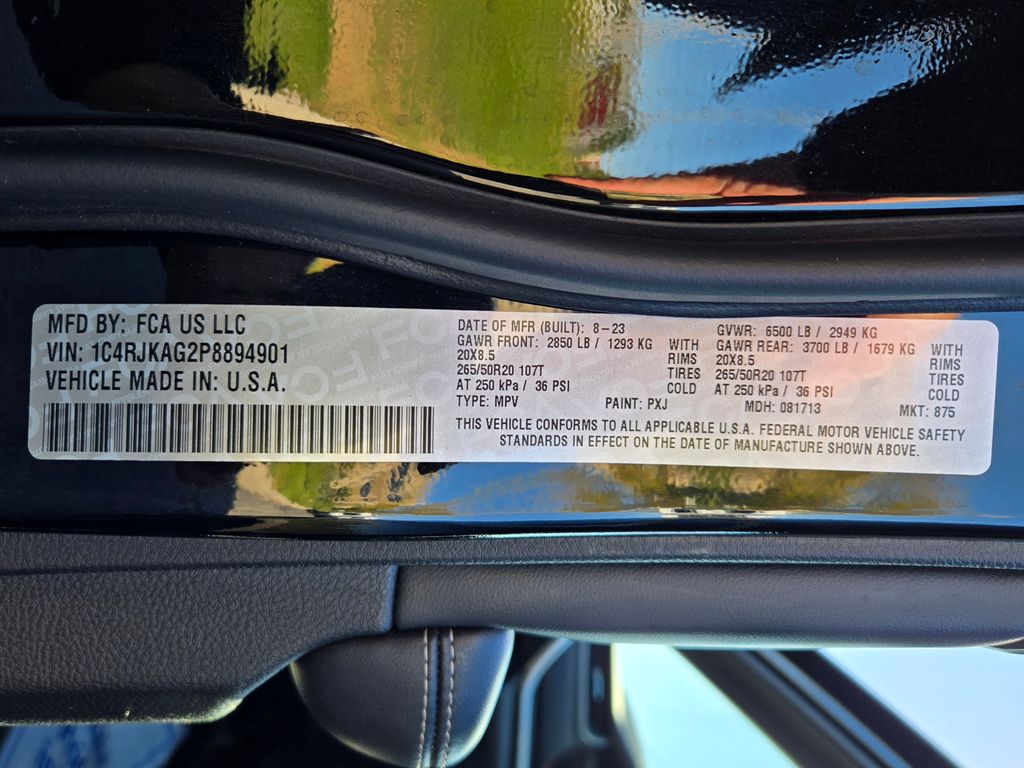 MFD BY: FCA US LLC
VIN: 1C4RJKAG2P8894901
VEHICLE MADE IN: U.S.A.
DATE OF MFR (BUILT): 8-23
GAWR FRONT: 2850 LB / 1293 KG
20X8.5
265/50R20 107T
AT 250 kPa / 36 PSI
WITH
RIMS
TIRES
COLD
GVWR: 6500 LB / 2949 KG
GAWR REAR: 3700 LB / 1679 KG
20X8.5
265/50R20 107T
AT 250 kPa / 36 PSI
WITH
RIMS
TIRES
COLD
TYPE: MPV PAINT: PXJ MDH: 081713 MKT: 875
THIS VEHICLE CONFORMS TO ALL APPLICABLE U.S.A. FEDERAL MOTOR VEHICLE SAFETY
STANDARDS IN EFFECT ON THE DATE OF MANUFACTURE SHOWN ABOVE.